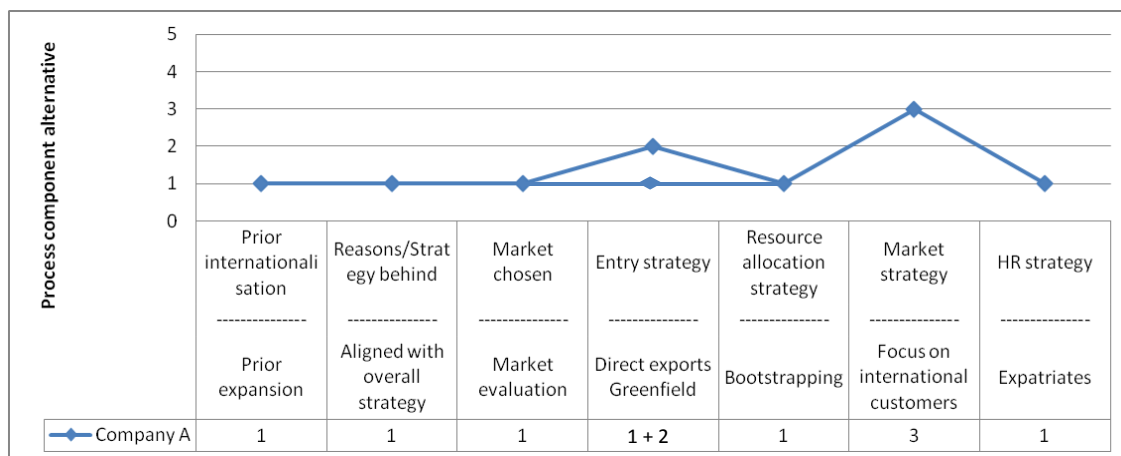 Process component alternative
5
4
3
2
1
0
Prior
internationali
sation
---------------
Prior
expansion
Reasons/Strat
egy behind
---------------
Aligned with
overall
strategy
Market
chosen
---------------
Market
evaluation
Entry strategy
---------------
Direct exports
Greenfield
Resource
allocation
strategy
---------------
Bootstrapping
Market
strategy
---------------
Focus on
international
customers
HR strategy
---------------
Expatriates
Company A 1 1 1 1 + 2 1 3 1